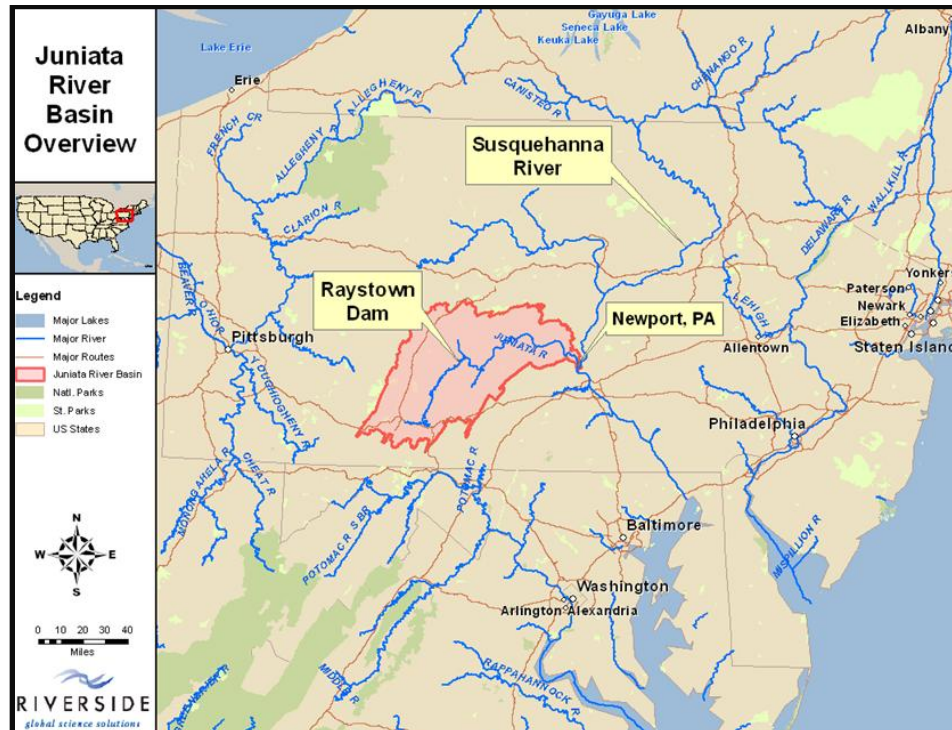 Juniata
River
Basin
Overview
Legend
Major Lakes
Major River
Major Routes
Juniata River Basin
Natl. Parks
St. Parks
US States
N
W E
S
0 10 20 40
Miles
RIVERSIDE
global science solutions
Lake Erie
Erie
Gayuga Lake
Seneca Lake
Keuka Lake
Albany
CHENANGO R
CANISTEO R
ALLEGHENY R
ALLEGHENY R
FRENCH CR
CLARION R
Susquehanna
River
WALLKILL R
DELAWARE R
LEHIGH R
Yonker
Paterson
Newark
Elizabeth
Staten Island
Allentown
Raystown
Dam
JUNIATA R
Newport, PA
BEAVER R
OHIO R
Pittsburgh
YOUGHIOGHENY R
MONONGAHELA R
CHEAT R
Philadelphia
POTOMAC R
POTOMAC R S BR
Baltimore
MISPILLION R
Washington
Arlington Alexandria
MIDDLE R
RAPPAHANNOCK R